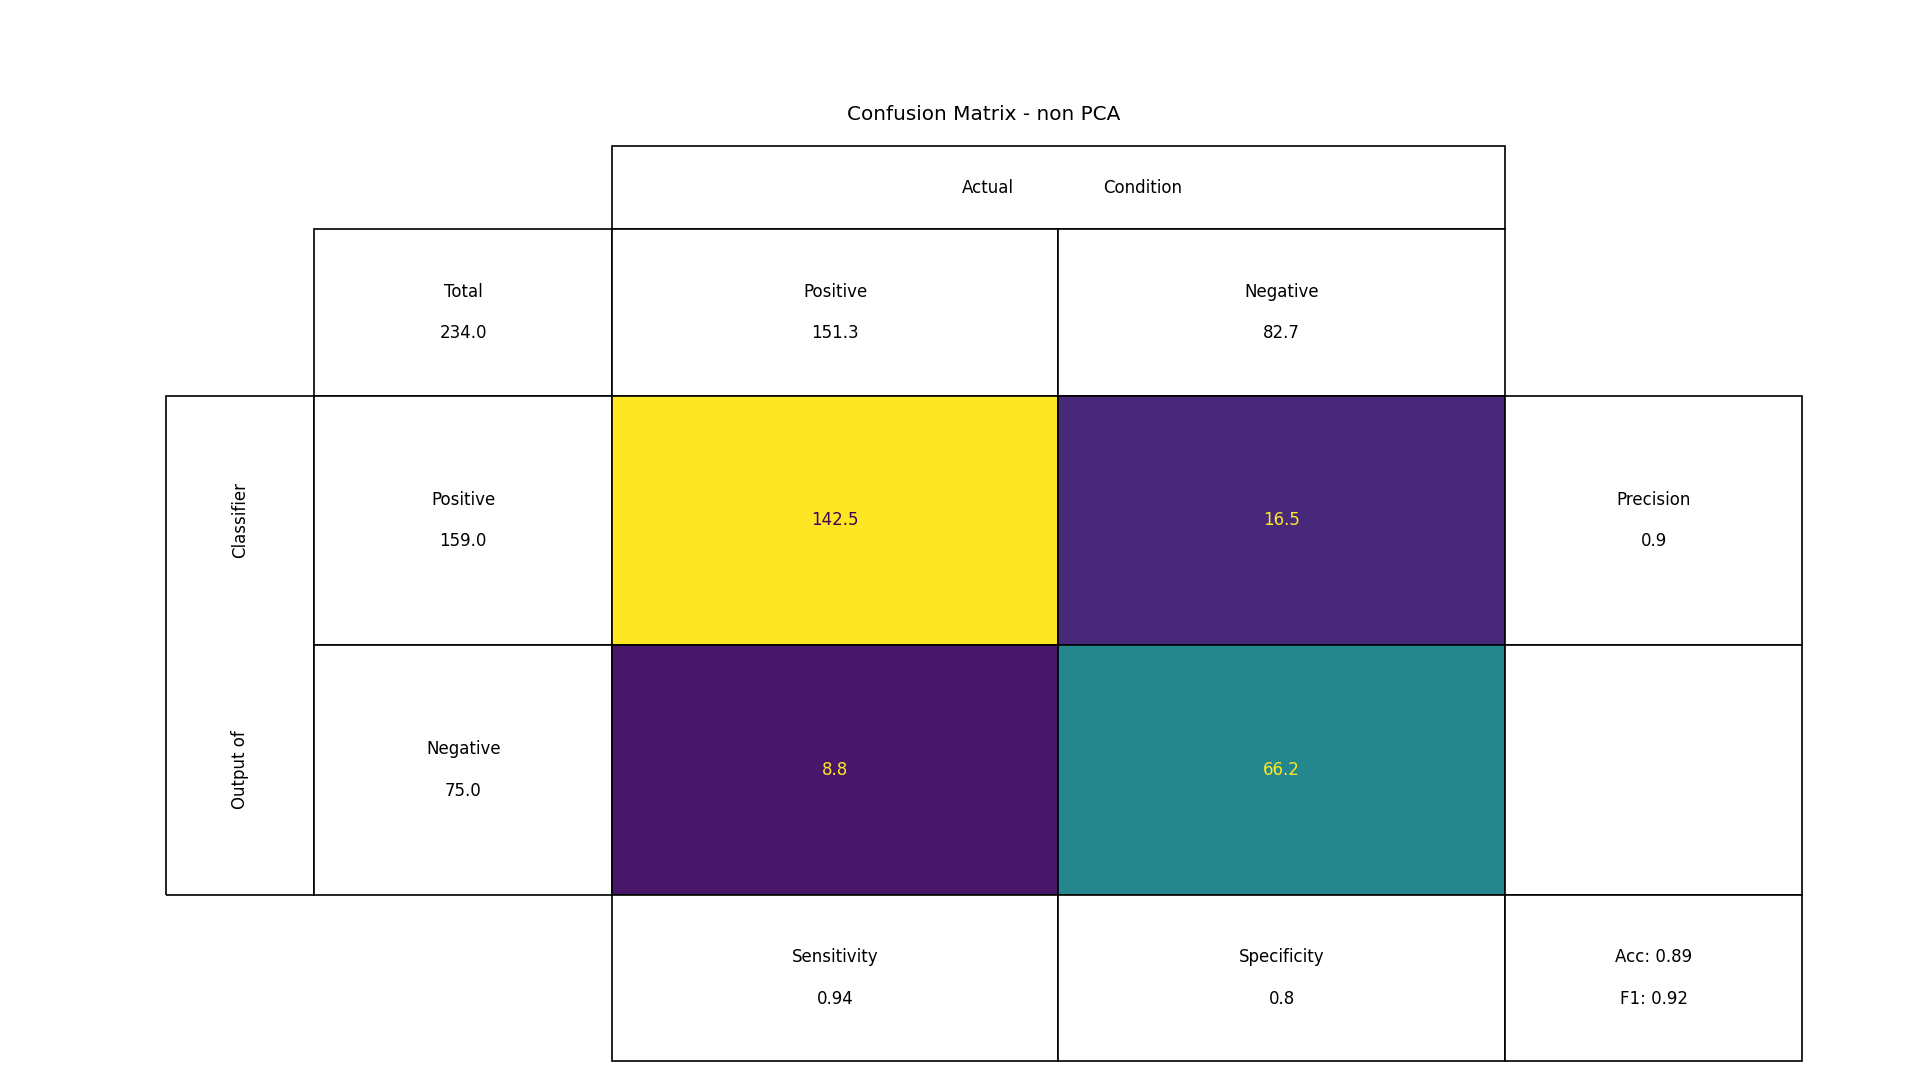 Confusion Matrix - non PCA
Actual Condition
Total
234.0
Positive
151.3
Negative
82.7
Classifier
Output of
Positive
159.0
142.5
16.5
Precision
0.9
Negative
75.0
8.8
66.2
Sensitivity
0.94
Specificity
0.8
Acc: 0.89
F1: 0.92